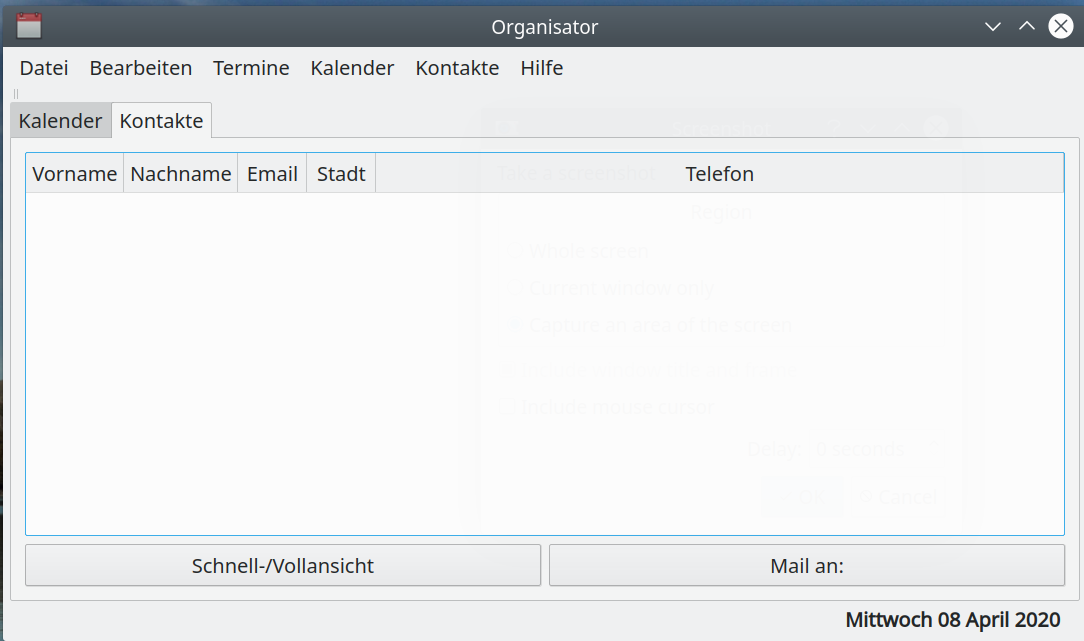 Organisator
Datei Bearbeiten Termine Kalender Kontakte Hilfe
Kalender Kontakte
Vorname Nachname Email Stadt Telefon
Take a screenshot
Region
Whole screen
Current window only
Capture an area of the screen
Include mouse cursor
Delay: 0 seconds
OK Cancel
Schnell-/Vollansicht Mail an:
Mittwoch 08 April 2020